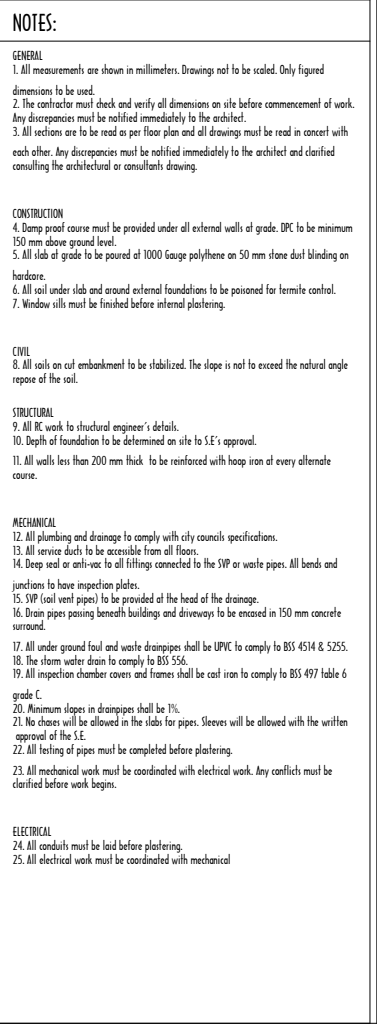 NOTES:
GENERAL
1. All measurements are shown in millimeters. Drawings not to be scaled. Only figured
dimensions to be used.
2. The contractor must check and verify all dimensions on site before commencement of work.
Any discrepancies must be notified immediately to the architect.
3. All sections are to be read as per floor plan and all drawings must be read in concert with
each other. Any discrepancies must be notified immediately to the architect and clarified
consulting the architectural or consultants drawing.
CONSTRUCTION
4. Damp proof course must be provided under all external walls at grade. DPC to be minimum
150 mm above ground level.
5. All slab at grade to be poured at 1000 Gauge polythene on 50 mm stone dust blinding on
hardcore.
6. All soil under slab and around external foundations to be poisoned for termite control.
7. Window sills must be finished before internal plastering.
CIVIL
8. All soils on cut embankment to be stabilized. The slope is not to exceed the natural angle
repose of the soil.
STRUCTURAL
9. All RC work to structural engineer's details.
10. Depth of foundation to be determined on site to S.E's approval.
11. All walls less than 200 mm thick to be reinforced with hoop iron at every alternate
course.
MECHANICAL
12. All plumbing and drainage to comply with city councils specifications.
13. All service ducts to be accessible from all floors.
14. Deep seal or anti-vac to all fittings connected to the SVP or waste pipes. All bends and
junctions to have inspection plates.
15. SVP (soil vent pipes) to be provided at the head of the drainage.
16. Drain pipes passing beneath buildings and driveways to be encased in 150 mm concrete
surround.
17. All under ground foul and waste drainpipes shall be UPVC to comply to BSS 4514 & 5255.
18. The storm water drain to comply to BSS 556.
19. All inspection chamber covers and frames shall be cast iron to comply to BSS 497 table 6
grade C.
20. Minimum slopes in drainpipes shall be 1%.
21. No chases will be allowed in the slabs for pipes. Sleeves will be allowed with the written
approval of the S.E.
22. All testing of pipes must be completed before plastering.
23. All mechanical work must be coordinated with electrical work. Any conflicts must be
clarified before work begins.
ELECTRICAL
24. All conduits must be laid before plastering.
25. All electrical work must be coordinated with mechanical